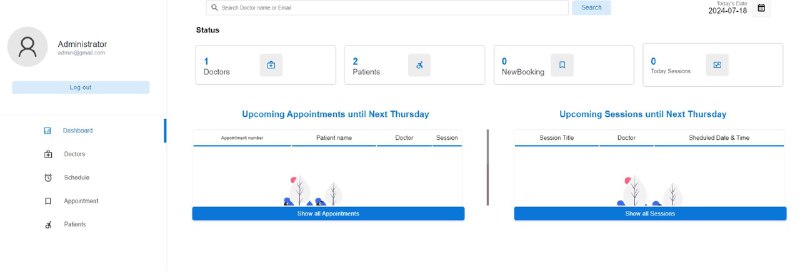 Search Doctor name or Email
Search
Today's Date
2024-07-18
Administrator
admin@gmail.com
Log out
Dashboard
Doctors
Schedule
Appointment
Patients
Status
1
Doctors
2
Patients
0
NewBooking
0
Today Sessions
Upcoming Appointments until Next Thursday
Appointment number Patient name Doctor Session
Show all Appointments
Upcoming Sessions until Next Thursday
Session Title Doctor Sheduled Date & Time
Show all Sessions